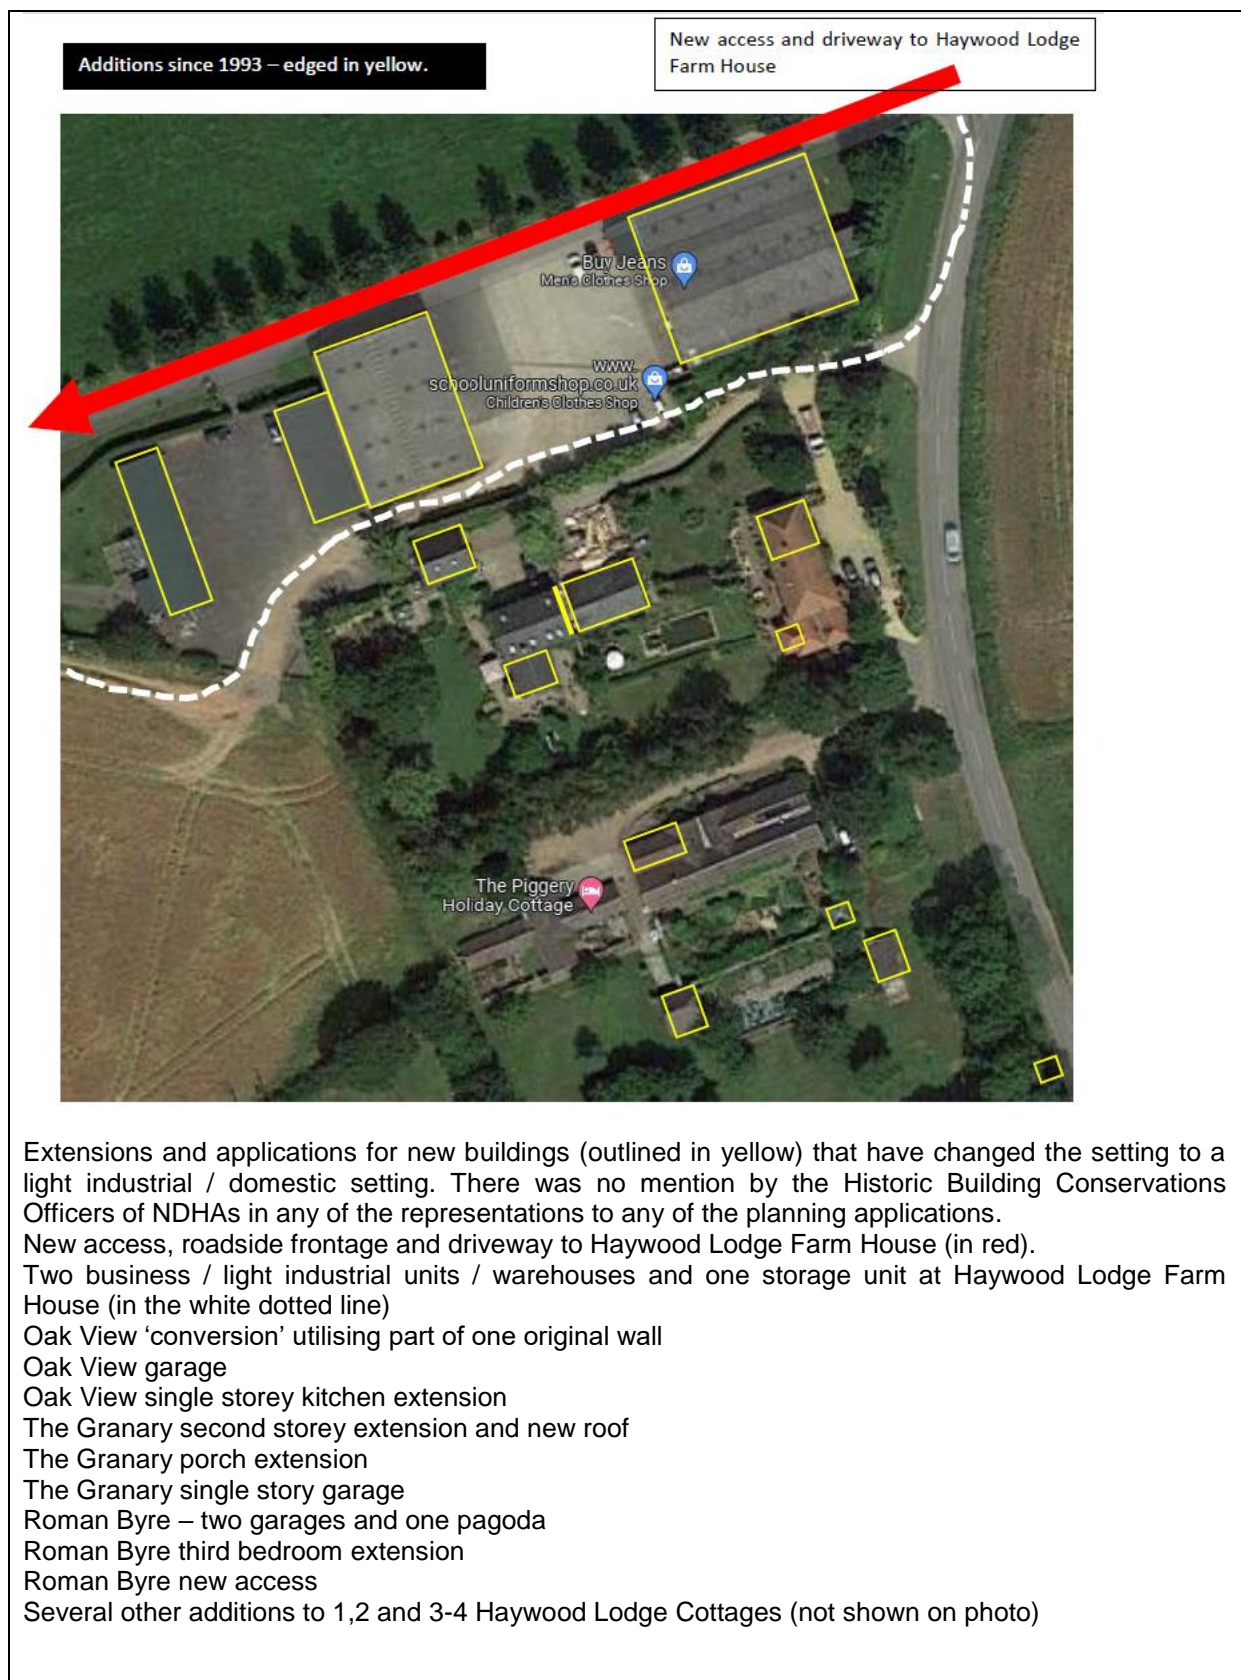 Additions since 1993 – edged in yellow.
New access and driveway to Haywood Lodge
Farm House
Buy Jeans
Men's Clothes Shop
www.
schooluniformshop.co.uk
Children's Clothes Shop
The Piggery
Holiday Cottage
Extensions and applications for new buildings (outlined in yellow) that have changed the setting to a
light industrial / domestic setting. There was no mention by the Historic Building Conservations
Officers of NDHAs in any of the representations to any of the planning applications.
New access, roadside frontage and driveway to Haywood Lodge Farm House (in red).
Two business / light industrial units / warehouses and one storage unit at Haywood Lodge Farm
House (in the white dotted line)
Oak View ‘conversion’ utilising part of one original wall
Oak View garage
Oak View single storey kitchen extension
The Granary second storey extension and new roof
The Granary porch extension
The Granary single story garage
Roman Byre – two garages and one pagoda
Roman Byre third bedroom extension
Roman Byre new access
Several other additions to 1,2 and 3-4 Haywood Lodge Cottages (not shown on photo)